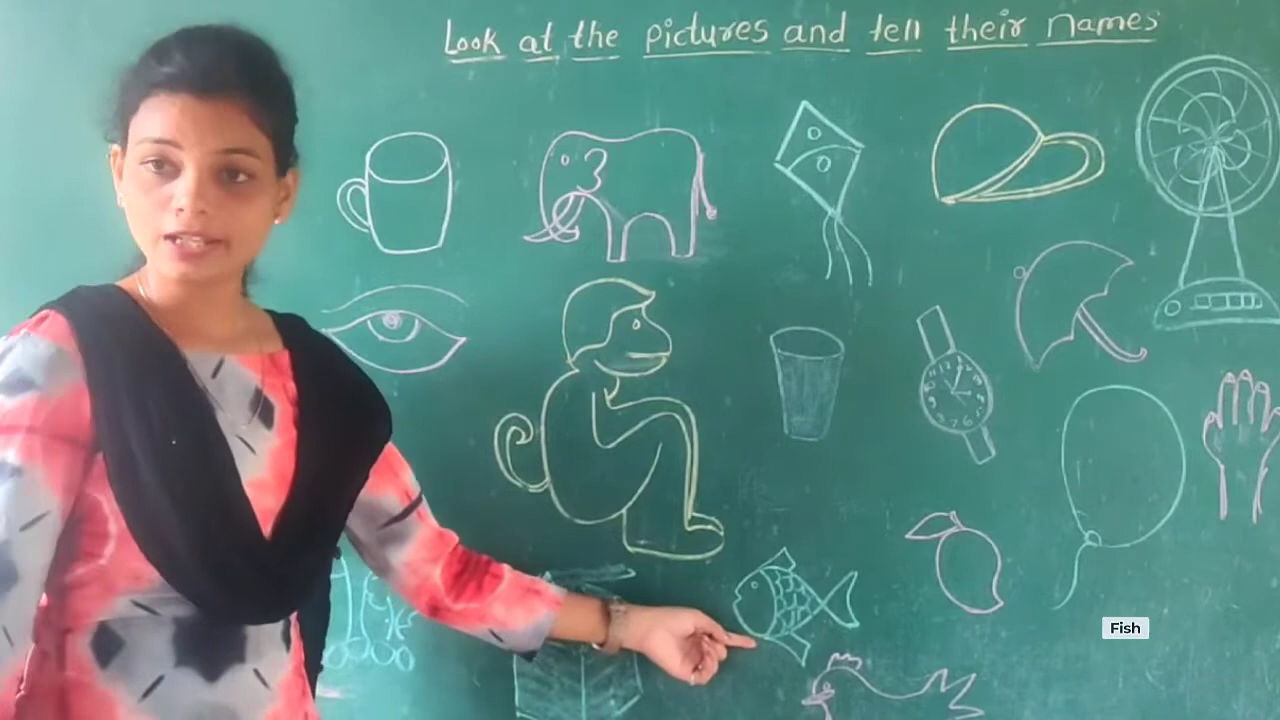 Look at the pictures and tell their names
Fish